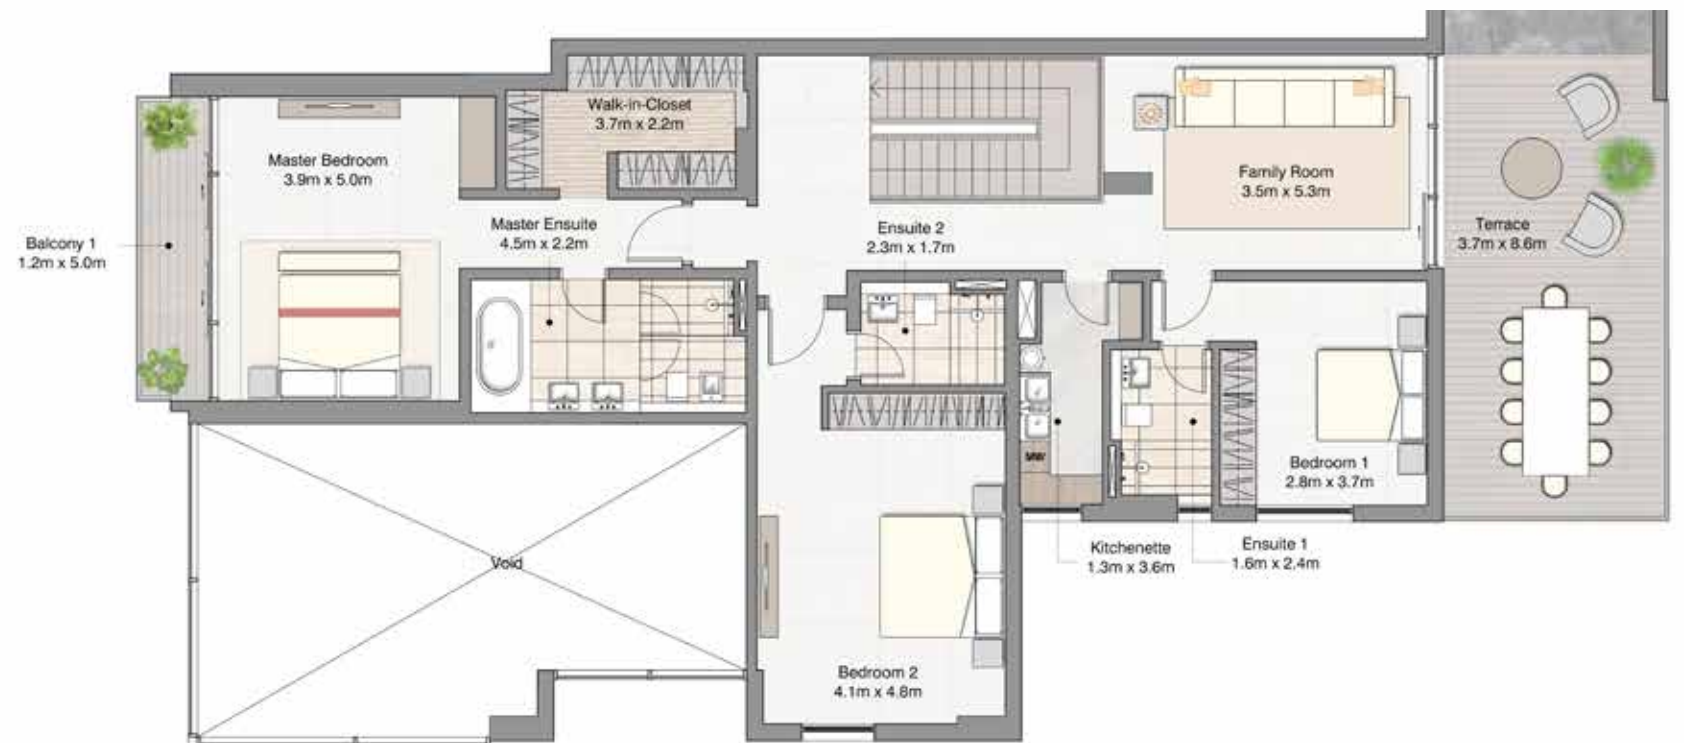 Walk-in-Closet
3.7m x 2.2m
Master Bedroom
3.9m x 5.0m
Family Room
3.5m x 5.3m
Balcony 1
1.2m x 5.0m
Master Ensuite
4.5m x 2.2m
Ensuite 2
2.3m x 1.7m
Terrace
3.7m x 8.6m
MW
Bedroom 1
2.8m x 3.7m
Void
Kitchenette
1.3m x 3.6m
Ensuite 1
1.6m x 2.4m
Bedroom 2
4.1m x 4.8m